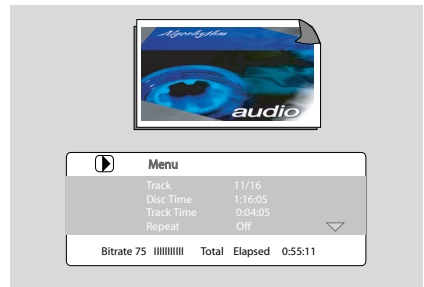 Algorhythm
audio
Menu
Track 11/16
Disc Time 1:16:05
Track Time 0:04:05
Repeat Off
Bitrate 75 IIIIIIIIII Total Elapsed 0:55:11